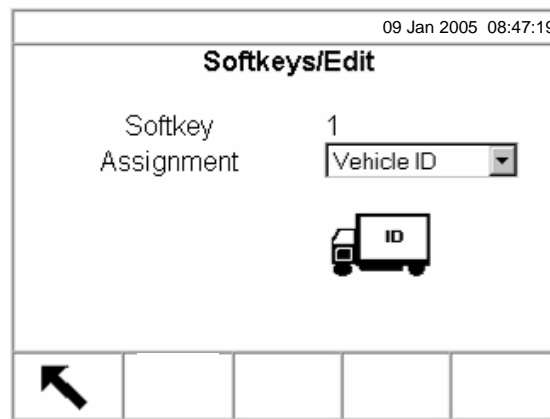 09 Jan 2005 08:47:19
Softkeys/Edit
Softkey 1
Assignment Vehicle ID
ID